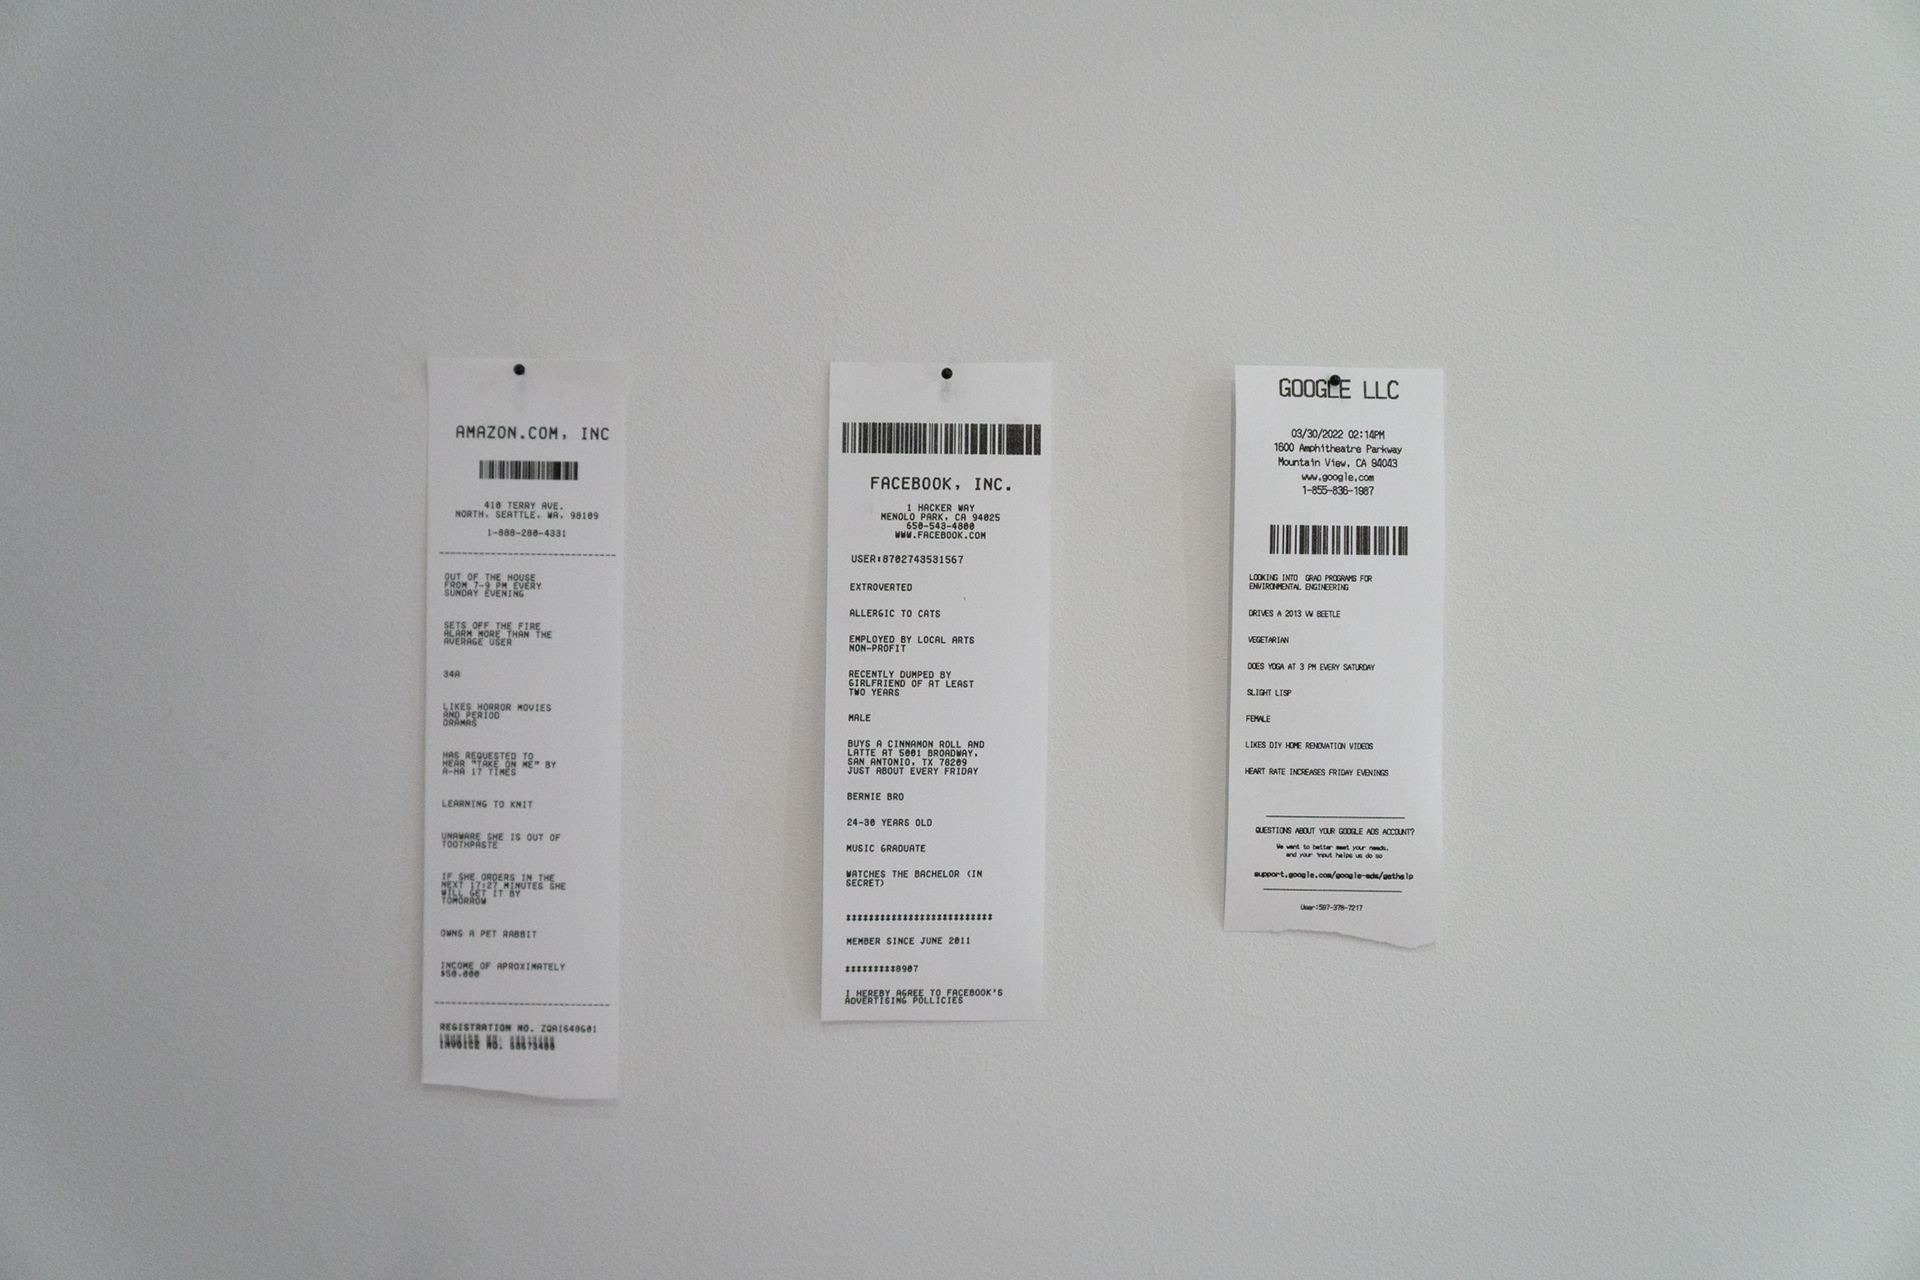 AMAZON.COM, INC
410 TERRY AVE.
NORTH. SEATTLE. WA. 98109
1-888-280-4331
OUT OF THE HOUSE
FROM 7-9 PM EVERY
SUNDAY EVENING
SETS OFF THE FIRE
ALARM MORE THAN THE
AVERAGE USER
34A
LIKES HORROR MOVIES
AND PERIOD
DRAMAS
HAS REQUESTED TO
HEAR "TAKE ON ME" BY
A-HA 17 TIMES
LEARNING TO KNIT
UNAWARE SHE IS OUT OF
TOOTHPASTE
IF SHE ORDERS IN THE
NEXT 17:27 MINUTES SHE
WILL GET IT BY
TOMORROW
OWNS A PET RABBIT
INCOME OF APROXIMATELY
$50.000
REGISTRATION NO.
INVOICE NO.
FACEBOOK, INC.
1 HACKER WAY
MENOLO PARK, CA 94025
650-543-4800
WWW.FACEBOOK.COM
USER:8702743531567
EXTROVERTED
ALLERGIC TO CATS
EMPLOYED BY LOCAL ARTS
NON-PROFIT
RECENTLY DUMPED BY
GIRLFRIEND OF AT LEAST
TWO YEARS
MALE
BUYS A CINNAMON ROLL AND
LATTE AT 5001 BROADWAY,
SAN ANTONIO, TX 78209
JUST ABOUT EVERY FRIDAY
BERNIE BRO
24-30 YEARS OLD
MUSIC GRADUATE
WATCHES THE BACHELOR (IN
SECRET)
MEMBER SINCE JUNE 2011
*********8907
I HEREBY AGREE TO FACEBOOK'S
ADVERTISING POLLICIES
GOOGLE LLC
03/30/2022 02:14PM
1600 Amphitheatre Parkway
Mountain View, CA 94043
www.google.com
1-855-836-1987
LOOKING INTO GRAD PROGRAMS FOR
ENVIRONMENTAL ENGINEERING
DRIVES A 2013 VW BEETLE
VEGETARIAN
DOES YOGA AT 3 PM EVERY SATURDAY
SLIGHT LISP
FEMALE
LIKES DIY HOME RENOVATION VIDEOS
HEART RATE INCREASES FRIDAY EVENINGS
QUESTIONS ABOUT YOUR GOOGLE ADS ACCOUNT?
We want to better meet your needs,
and your input helps us do so
support.google.com/google-ads/gethelp
User:587-378-7217